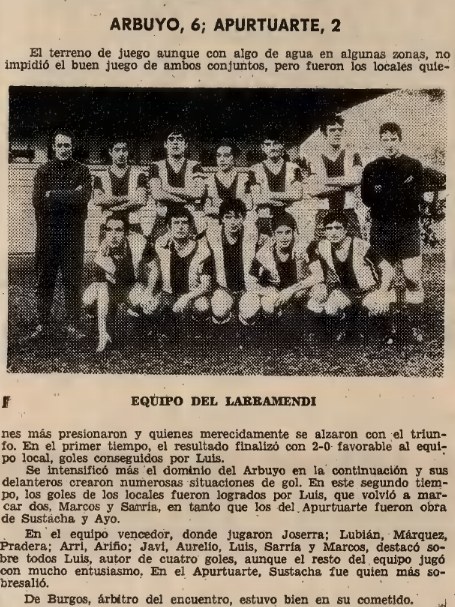 ARBUYO, 6; APURTUARTE, 2
El terreno de juego aunque con algo de agua en algunas zonas, no
impidió el buen juego de ambos conjuntos, pero fueron los locales quie-
EQUIPO DEL LARRAMENDI
nes más presionaron y quienes merecidamente se alzaron con el triun-
fo. En el primer tiempo, el resultado finalizó con 2-0 favorable al equi-
po local, goles conseguidos por Luis.
Se intensificó más el dominio del Arbuyo en la continuación y sus
delanteros crearon numerosas situaciones de gol. En este segundo tiem-
po, los goles de los locales fueron logrados por Luis, que volvió a mar-
car dos, Marcos y Sarría, en tanto que los del Apurtuarte fueron obra
de Sustacha y Ayo.
En el equipo vencedor, donde jugaron Joserra; Lubián, Márquez,
Pradera; Arri, Ariño; Javi, Aurelio, Luis, Sarría y Marcos, destacó so-
bre todos Luis, autor de cuatro goles, aunque el resto del equipo jugó
con mucho entusiasmo. En el Apurtuarte, Sustacha fue quien más so-
bresalió.
De Burgos, árbitro del encuentro, estuvo bien en su cometido.